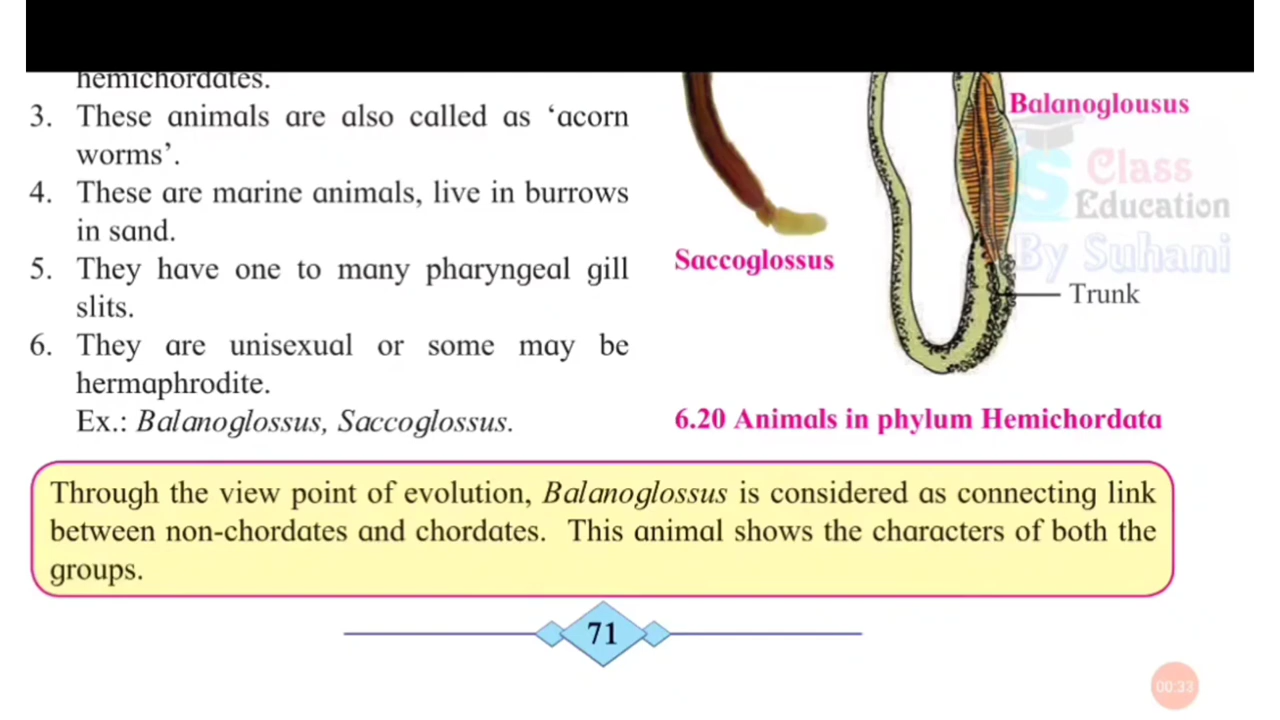 hemichordates.
3. These animals are also called as ‘acorn
worms’.
4. These are marine animals, live in burrows
in sand.
5. They have one to many pharyngeal gill
slits.
6. They are unisexual or some may be
hermaphrodite.
Ex.: Balanoglossus, Saccoglossus.
Balanoglousus
Class
Education
By Suhani
Saccoglossus
Trunk
6.20 Animals in phylum Hemichordata
Through the view point of evolution, Balanoglossus is considered as connecting link
between non-chordates and chordates. This animal shows the characters of both the
groups.
71
00:33